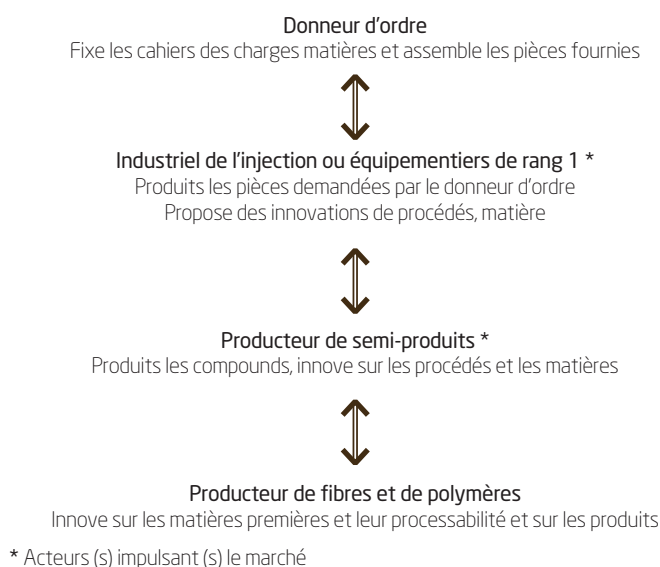 Donneur d'ordre
Fixe les cahiers des charges matières et assemble les pièces fournies
Industriel de l'injection ou équipementiers de rang 1 *
Produits les pièces demandées par le donneur d'ordre
Propose des innovations de procédés, matière
Producteur de semi-produits *
Produits les compounds, innove sur les procédés et les matières
Producteur de fibres et de polymères
Innove sur les matières premières et leur processabilité et sur les produits
* Acteurs (s) impulsant (s) le marché